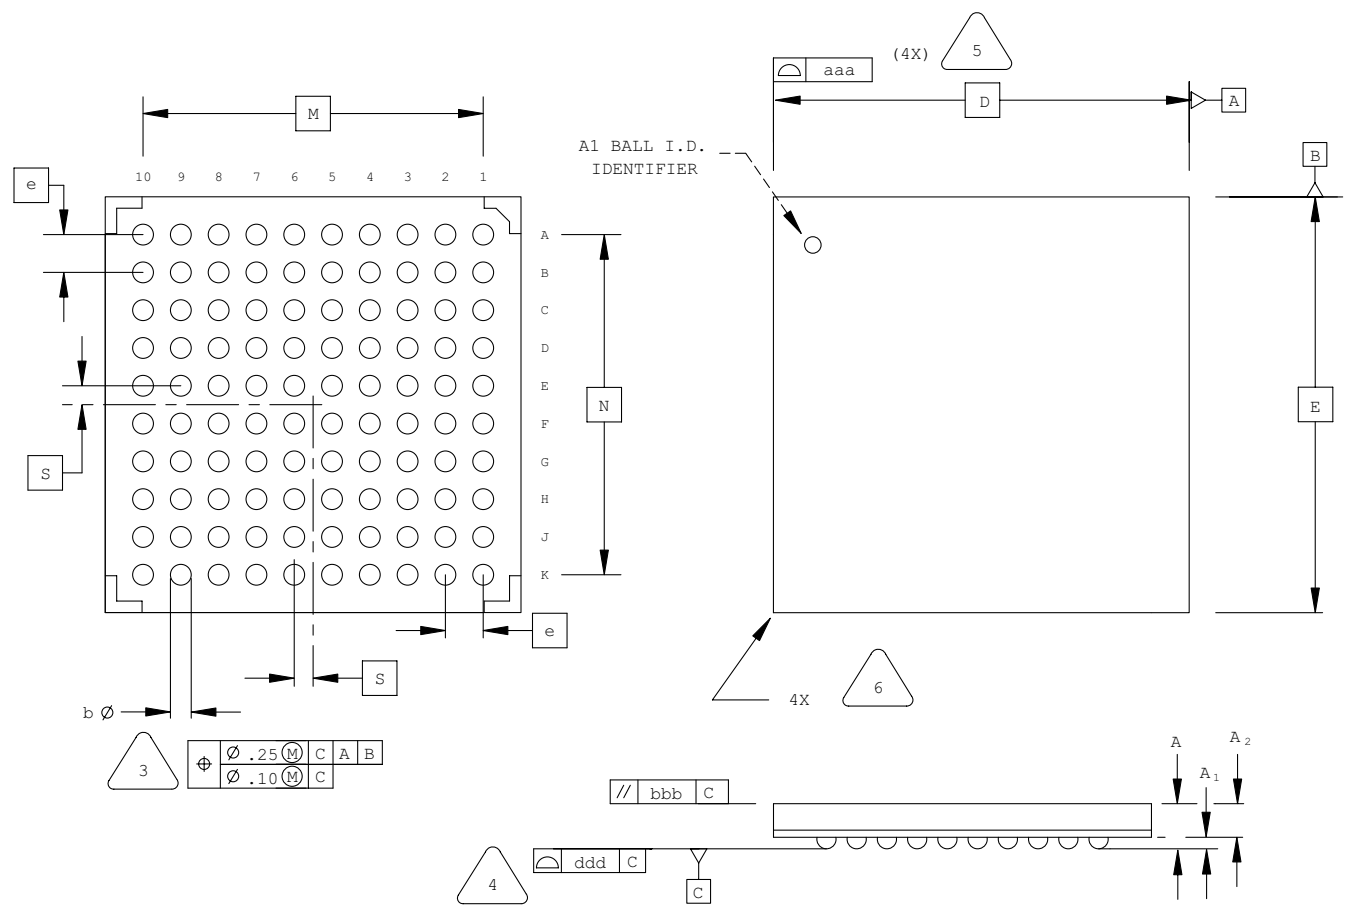 (4X) 5
aaa
M
D
A
A1 BALL I.D.
IDENTIFIER
B
10 9 8 7 6 5 4 3 2 1
e
A
B
C
D
E
F
G
H
J
K
N
E
S
e
S
4X 6
b Ø
3
Ø .25 Ⓜ C A B
Ø .10 Ⓜ C
A
A₂
A₁
// bbb C
4
ddd C
C